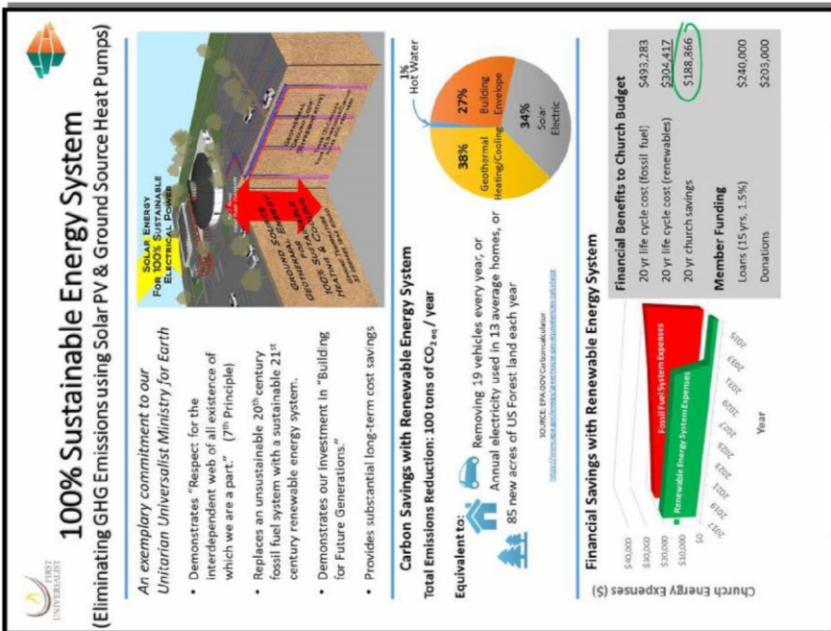 FIRST
UNIVERSALIST
100% Sustainable Energy System
(Eliminating GHG Emissions using Solar PV & Ground Source Heat Pumps)
An exemplary commitment to our
Unitarian Universalist Ministry for Earth
• Demonstrates "Respect for the
interdependent web of all existence of
which we are a part." (7th Principle)
• Replaces an unsustainable 20th century
fossil fuel system with a sustainable 21st
century renewable energy system.
• Demonstrates our investment in "Building
for Future Generations."
• Provides substantial long-term cost savings
SOLAR ENERGY
FOR 100% SUSTAINABLE
ELECTRICAL POWER
GROUND SOURCE
GEOTHERMAL ENERGY
Carbon Savings with Renewable Energy System
Total Emissions Reduction: 100 tons of CO2eq / year
Equivalent to:
Removing 19 vehicles every year, or
Annual electricity used in 13 average homes, or
85 new acres of US Forest land each year
SOURCE: EPA.GOV Carbon calculator
1%
Hot Water
27%
Building
Envelope
34%
Solar
Electric
38%
Geothermal
Heating/Cooling
Financial Savings with Renewable Energy System
Church Energy Expenses ($)
$40,000
$30,000
$20,000
$10,000
$0
Fossil Fuel System Expenses
Renewable Energy System Expenses
2017
2019
2021
2023
2025
2027
2029
2031
2033
2035
Year
Financial Benefits to Church Budget
20 yr life cycle cost (fossil fuel) $493,283
20 yr life cycle cost (renewables) $304,417
20 yr church savings $188,866
Member Funding
Loans (15 yrs, 1.5%) $240,000
Donations $203,000